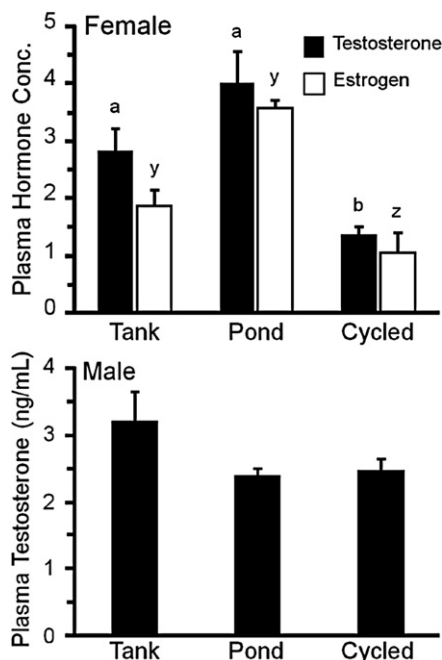 Female
Testosterone
Estrogen
Plasma Hormone Conc.
5
4
3
2
1
0
a
y
a
y
b
z
Tank Pond Cycled
Male
Plasma Testosterone (ng/mL)
4
3
2
1
0
Tank Pond Cycled